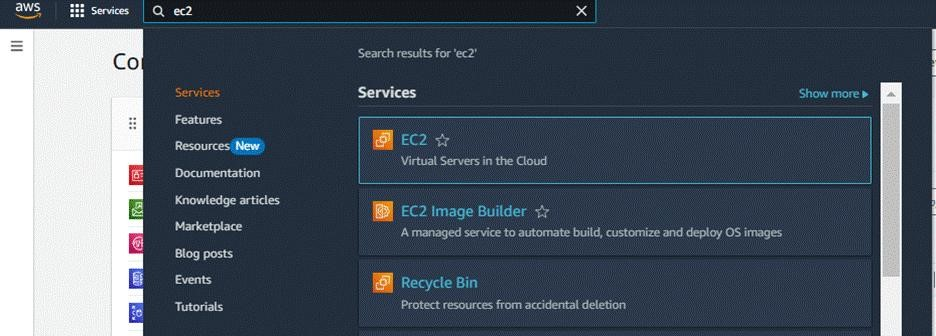 aws
Services
ec2
Search results for 'ec2'
Services
Features
Resources New
Documentation
Knowledge articles
Marketplace
Blog posts
Events
Tutorials
Services
Show more
EC2
Virtual Servers in the Cloud
EC2 Image Builder
A managed service to automate build, customize and deploy OS images
Recycle Bin
Protect resources from accidental deletion